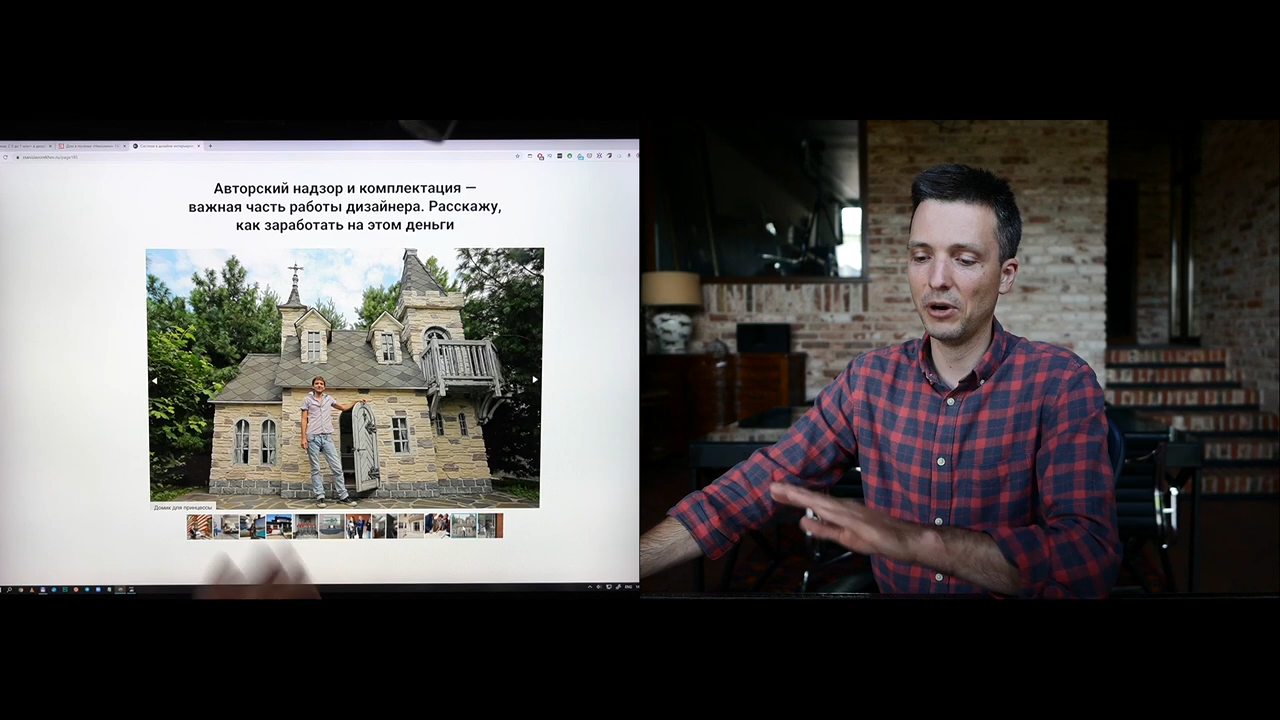 Авторский надзор и комплектация —
важная часть работы дизайнера. Расскажу,
как заработать на этом деньги
Домик для принцессы